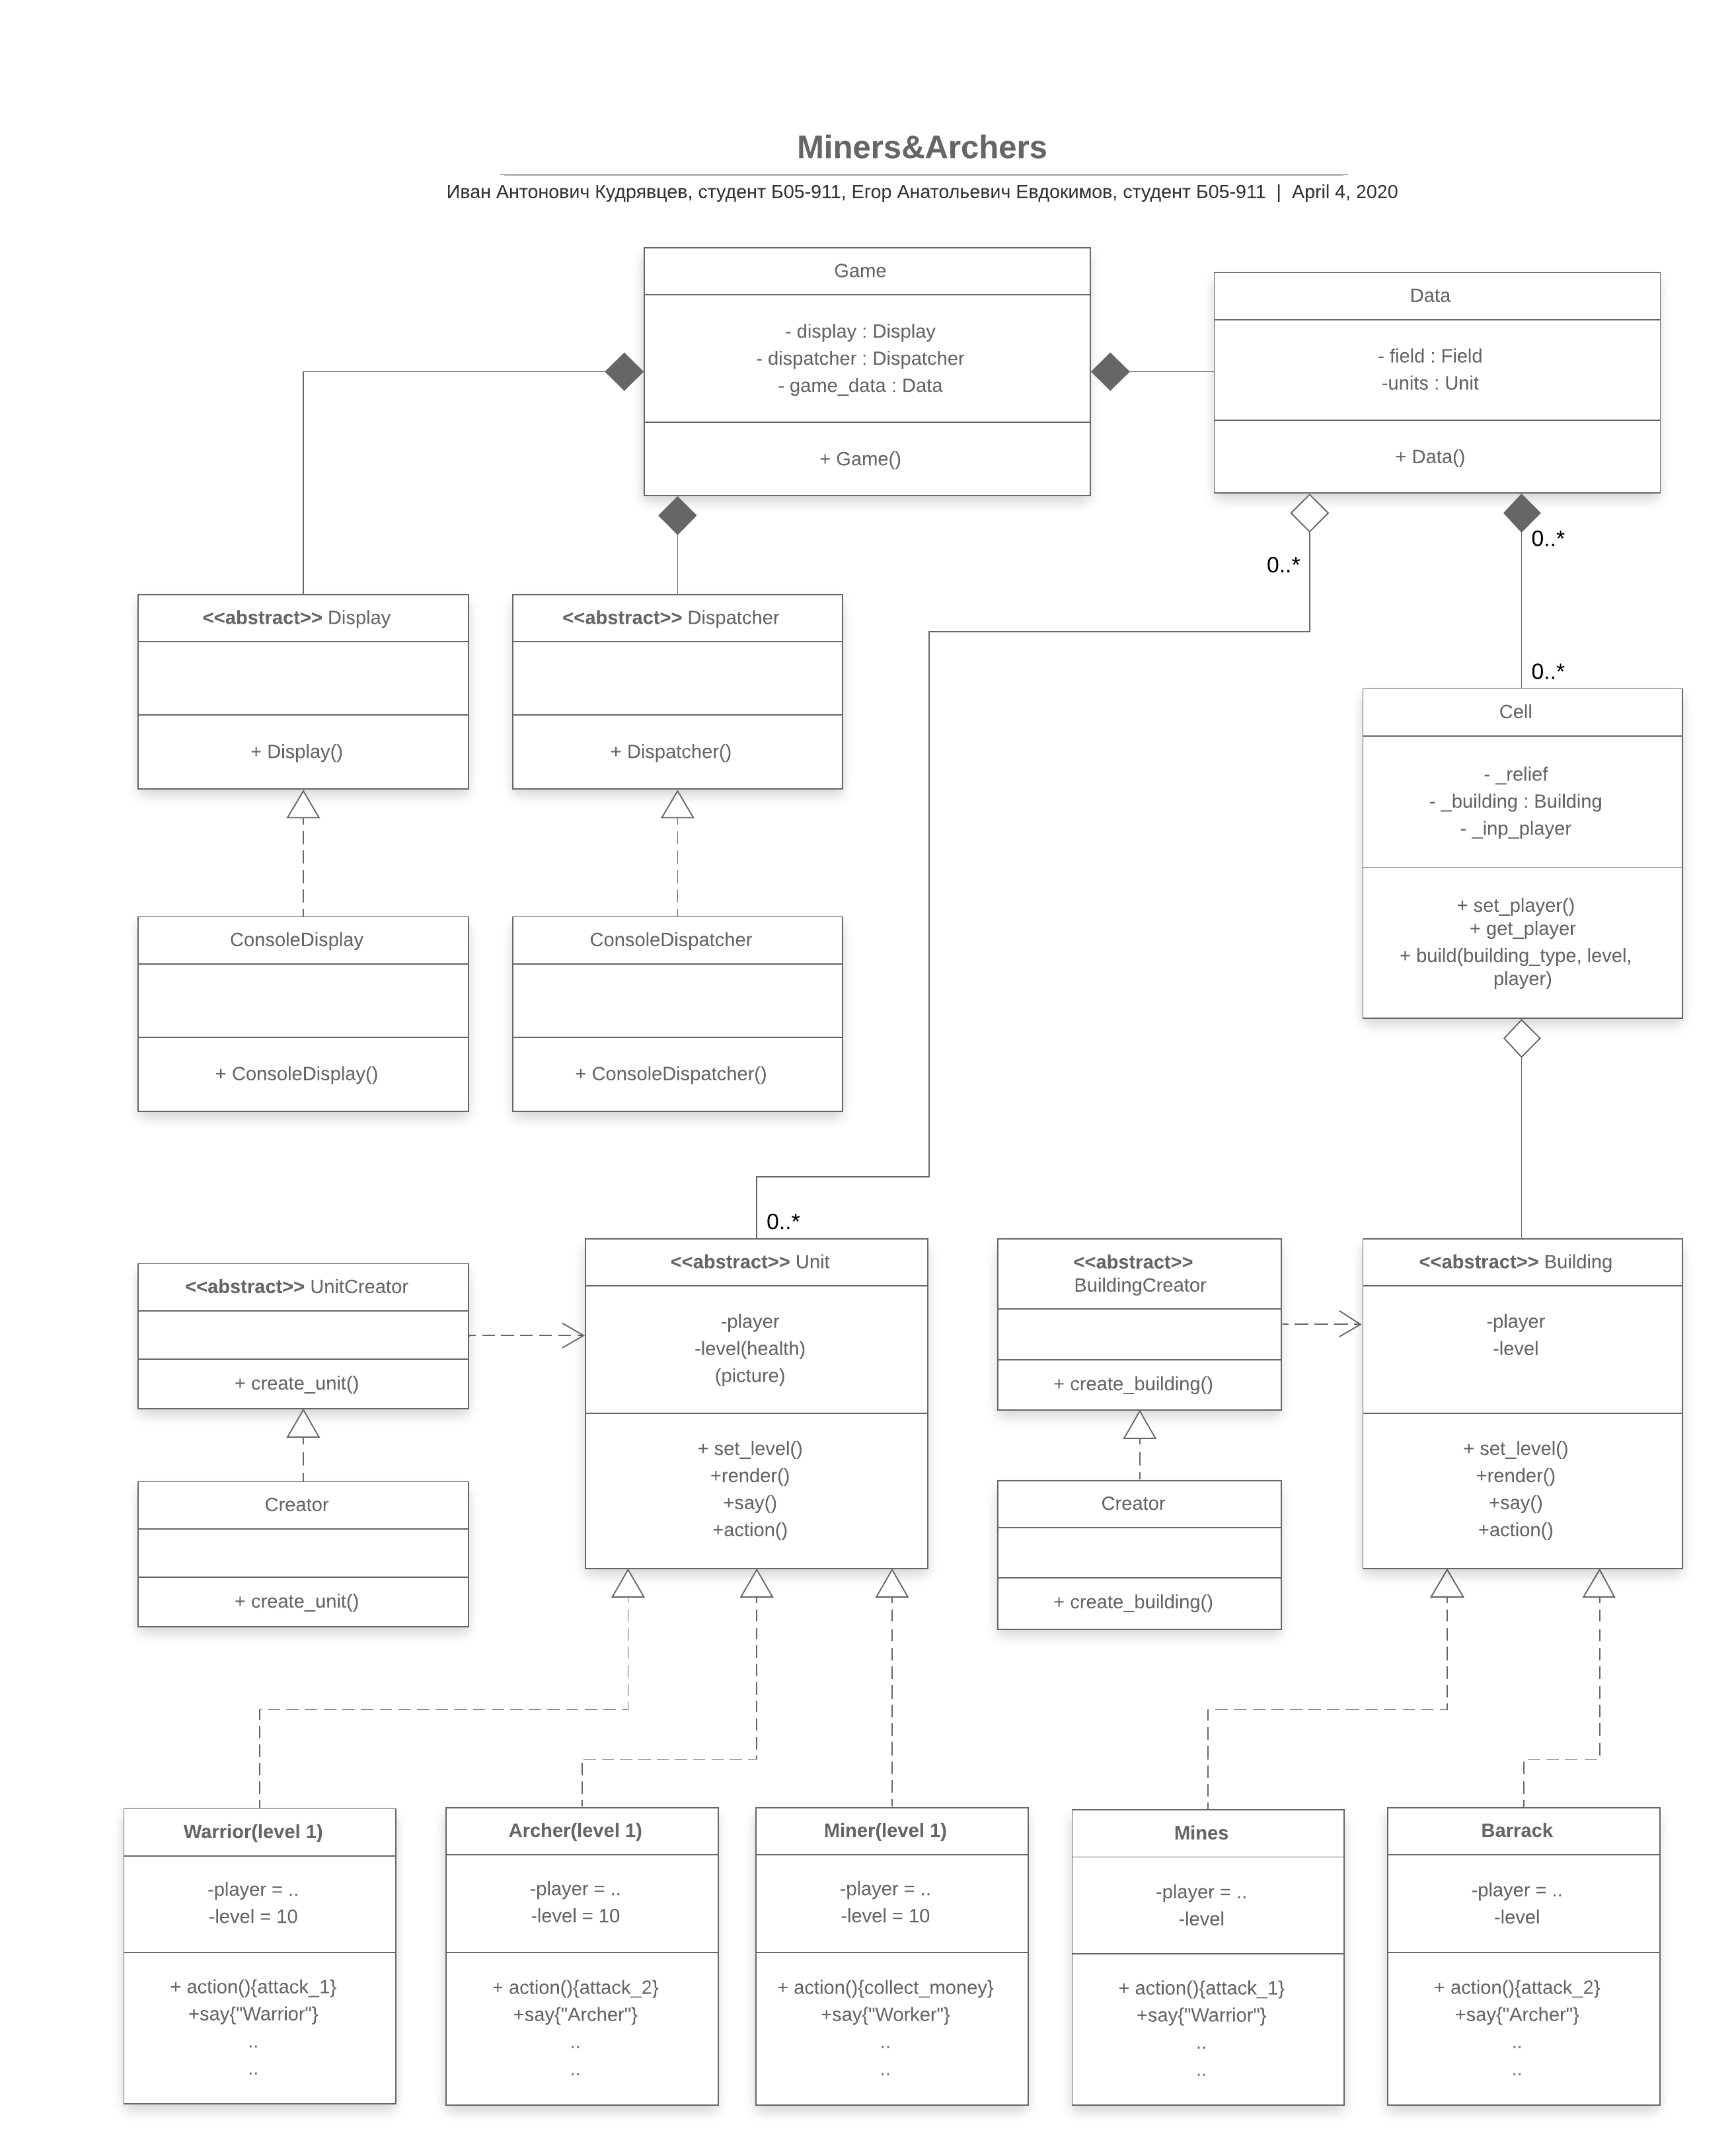 Miners&Archers
Иван Антонович Кудрявцев, студент Б05-911, Егор Анатольевич Евдокимов, студент Б05-911 | April 4, 2020
Game
- display : Display
- dispatcher : Dispatcher
- game_data : Data
+ Game()
Data
- field : Field
-units : Unit
+ Data()
0..*
0..*
<<abstract>> Display
+ Display()
<<abstract>> Dispatcher
+ Dispatcher()
0..*
Cell
- _relief
- _building : Building
- _inp_player
+ set_player()
+ get_player
+ build(building_type, level,
player)
ConsoleDisplay
+ ConsoleDisplay()
ConsoleDispatcher
+ ConsoleDispatcher()
0..*
<<abstract>> UnitCreator
+ create_unit()
<<abstract>> Unit
-player
-level(health)
(picture)
+ set_level()
+render()
+say()
+action()
<<abstract>>
BuildingCreator
+ create_building()
<<abstract>> Building
-player
-level
+ set_level()
+render()
+say()
+action()
Creator
+ create_unit()
Creator
+ create_building()
Warrior(level 1)
-player = ..
-level = 10
+ action(){attack_1}
+say{"Warrior"}
..
..
Archer(level 1)
-player = ..
-level = 10
+ action(){attack_2}
+say{"Archer"}
..
..
Miner(level 1)
-player = ..
-level = 10
+ action(){collect_money}
+say{"Worker"}
..
..
Mines
-player = ..
-level
+ action(){attack_1}
+say{"Warrior"}
..
..
Barrack
-player = ..
-level
+ action(){attack_2}
+say{"Archer"}
..
..